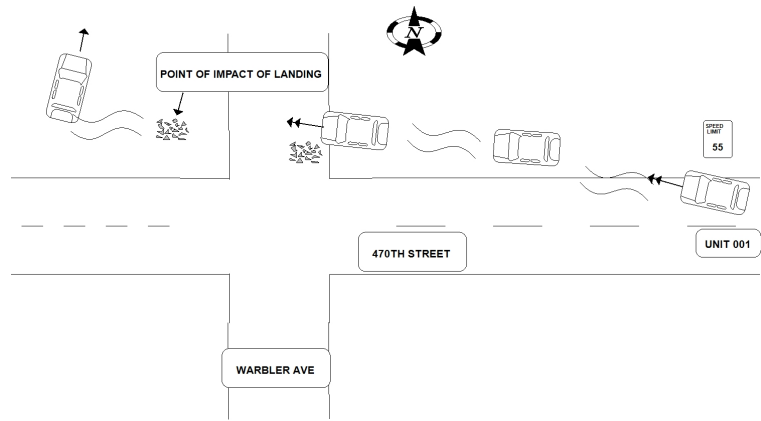 N
POINT OF IMPACT OF LANDING
SPEED
LIMIT
55
UNIT 001
470TH STREET
WARBLER AVE